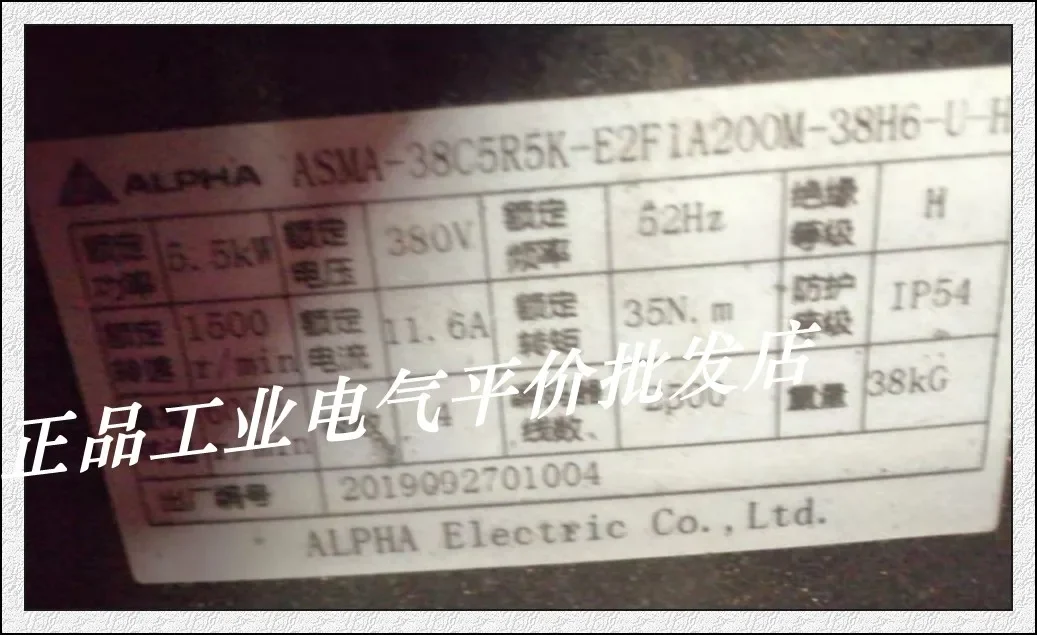 ALPHA ASMA-38C5R5K-E2F1A200M-38H6-U-H
额定功率 5.5kW 额定电压 380V 额定频率 52Hz 绝缘等级 H
额定转速 1500 r/min 额定电流 11.6A 额定转矩 35N.m 防护等级 IP54
线数、 重量 38kG
正品工业电气平价批发店
出厂编号 2019092701004
ALPHA Electric Co.,Ltd.